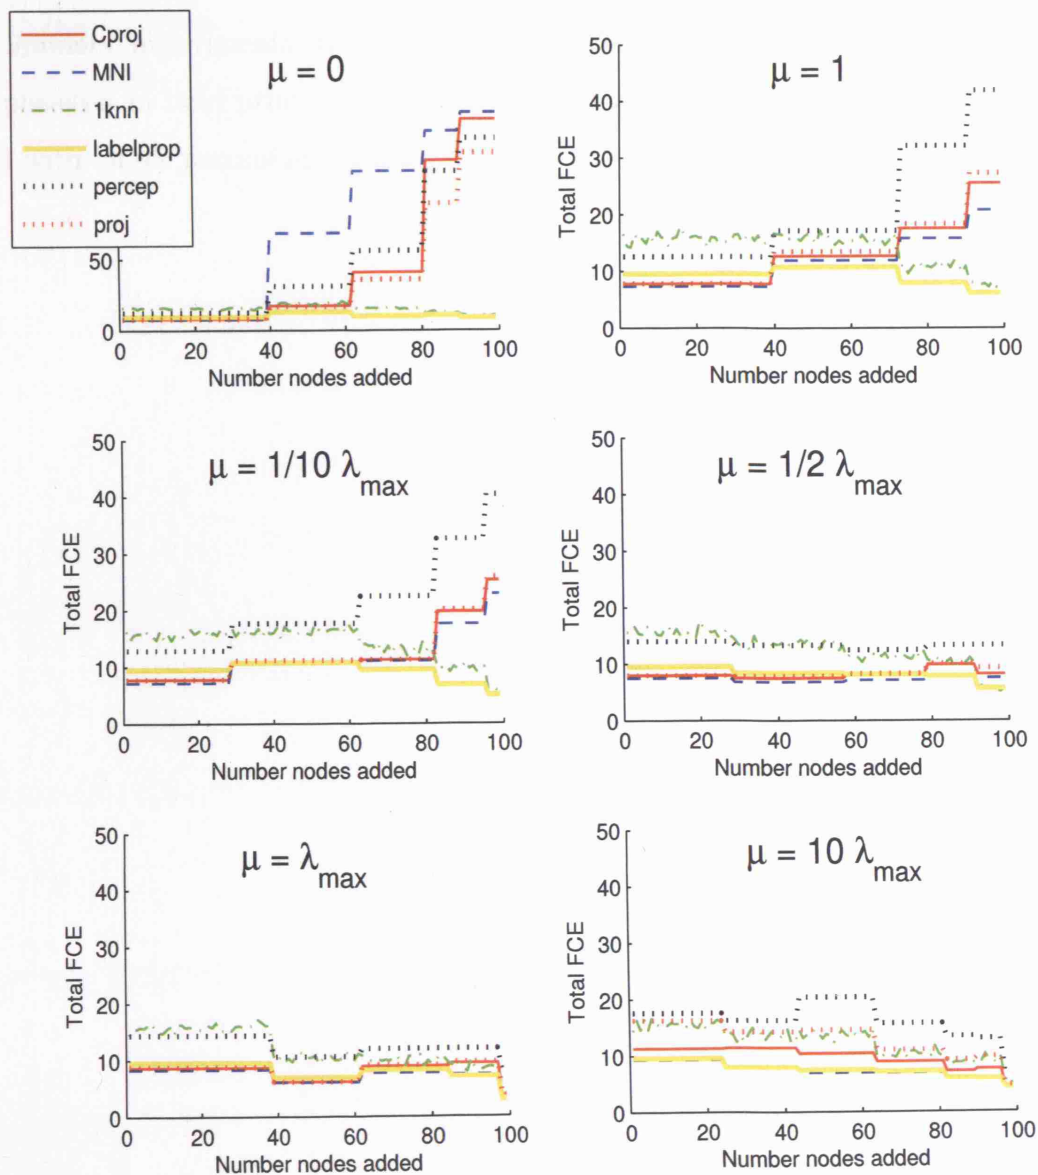 Cproj
MNI
1knn
labelprop
percep
proj
μ = 0
50
0
0 20 40 60 80 100
Number nodes added
μ = 1
Total FCE
50
40
30
20
10
0
0 20 40 60 80 100
Number nodes added
μ = 1/10 λmax
Total FCE
50
40
30
20
10
0
0 20 40 60 80 100
Number nodes added
μ = 1/2 λmax
Total FCE
50
40
30
20
10
0
0 20 40 60 80 100
Number nodes added
μ = λmax
Total FCE
50
40
30
20
10
0
0 20 40 60 80 100
Number nodes added
μ = 10 λmax
Total FCE
50
40
30
20
10
0
0 20 40 60 80 100
Number nodes added